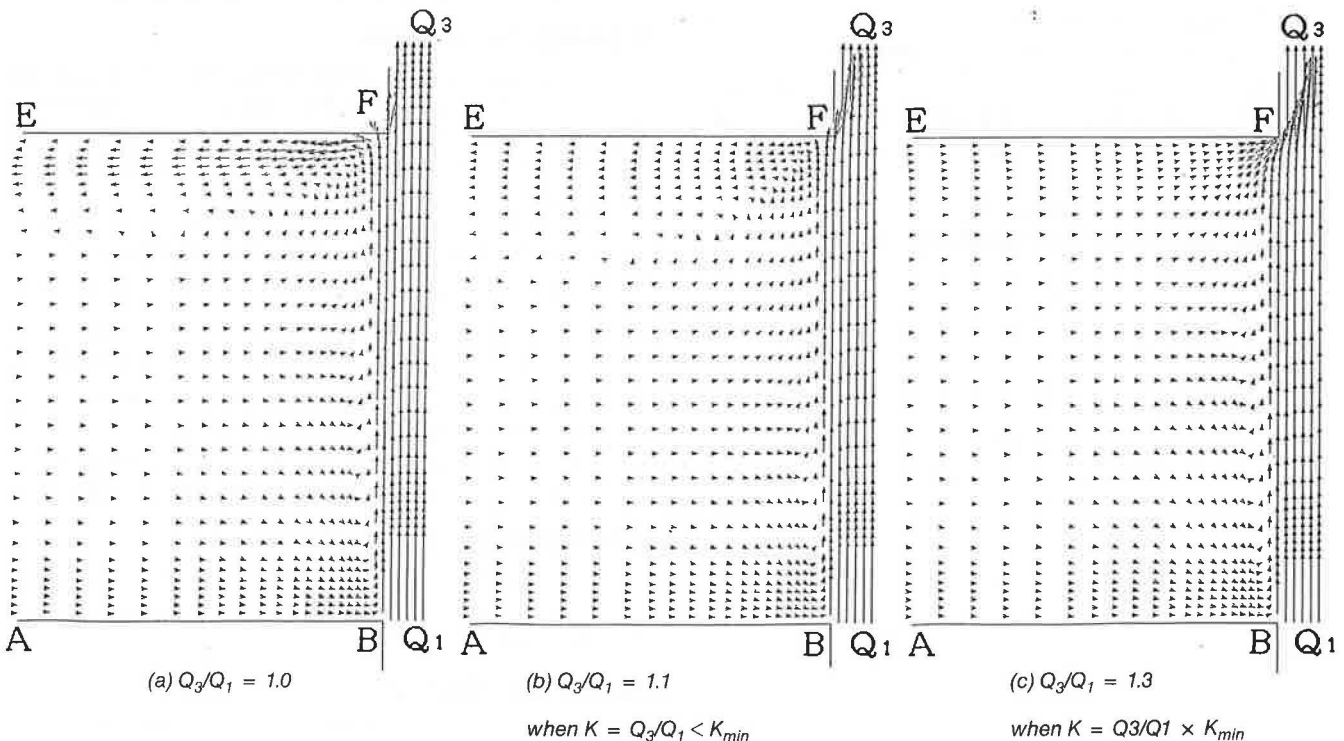 Q3
E
F
A
B
Q1
(a) Q3/Q1 = 1.0
Q3
E
F
Q1
(b) Q3/Q1 = 1.1
when K = Q3/Q1 < Kmin
Q3
E
F
A
B
Q1
(c) Q3/Q1 = 1.3
when K = Q3/Q1 × Kmin